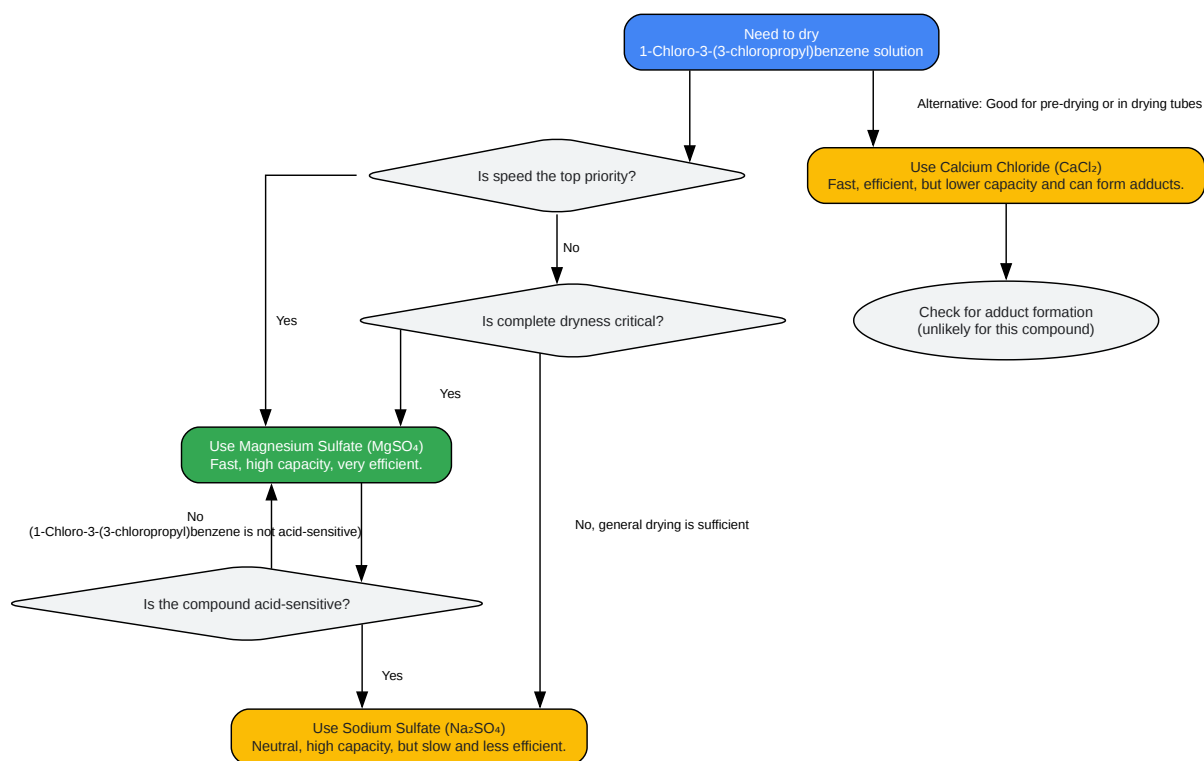 Need to dry
1-Chloro-3-(3-chloropropyl)benzene solution
Alternative: Good for pre-drying or in drying tubes
Is speed the top priority?
Use Calcium Chloride (CaCl₂)
Fast, efficient, but lower capacity and can form adducts.
No
Yes
Is complete dryness critical?
Check for adduct formation
(unlikely for this compound)
Yes
Use Magnesium Sulfate (MgSO₄)
Fast, high capacity, very efficient.
No
(1-Chloro-3-(3-chloropropyl)benzene is not acid-sensitive)
No, general drying is sufficient
Is the compound acid-sensitive?
Yes
Use Sodium Sulfate (Na₂SO₄)
Neutral, high capacity, but slow and less efficient.